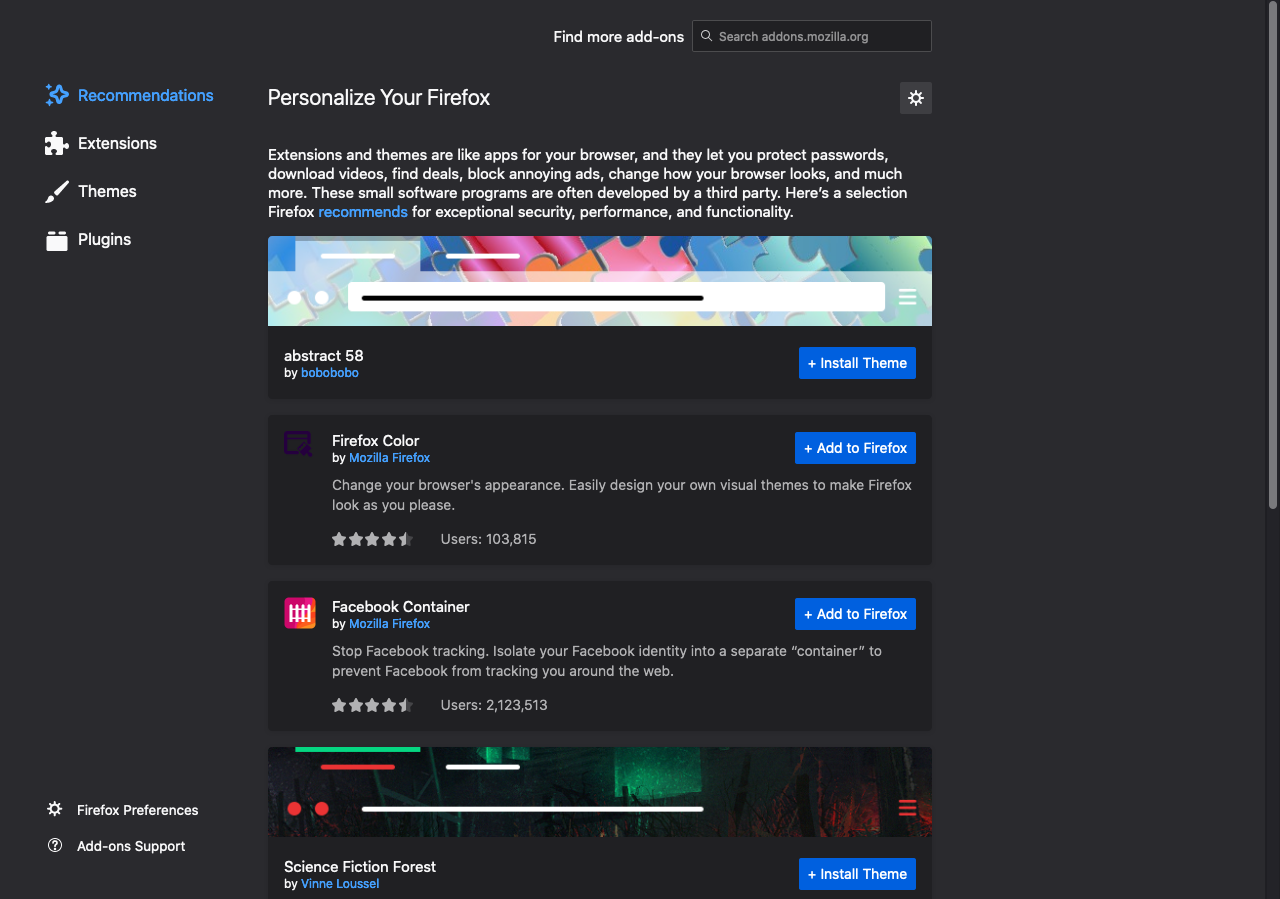 Find more add-ons
Search addons.mozilla.org
Recommendations
Extensions
Themes
Plugins
Personalize Your Firefox
Extensions and themes are like apps for your browser, and they let you protect passwords,
download videos, find deals, block annoying ads, change how your browser looks, and much
more. These small software programs are often developed by a third party. Here’s a selection
Firefox recommends for exceptional security, performance, and functionality.
abstract 58
by bobobobo
+ Install Theme
Firefox Color
by Mozilla Firefox
+ Add to Firefox
Change your browser's appearance. Easily design your own visual themes to make Firefox
look as you please.
Users: 103,815
Facebook Container
by Mozilla Firefox
+ Add to Firefox
Stop Facebook tracking. Isolate your Facebook identity into a separate “container” to
prevent Facebook from tracking you around the web.
Users: 2,123,513
Science Fiction Forest
by Vinne Loussel
+ Install Theme
Firefox Preferences
Add-ons Support